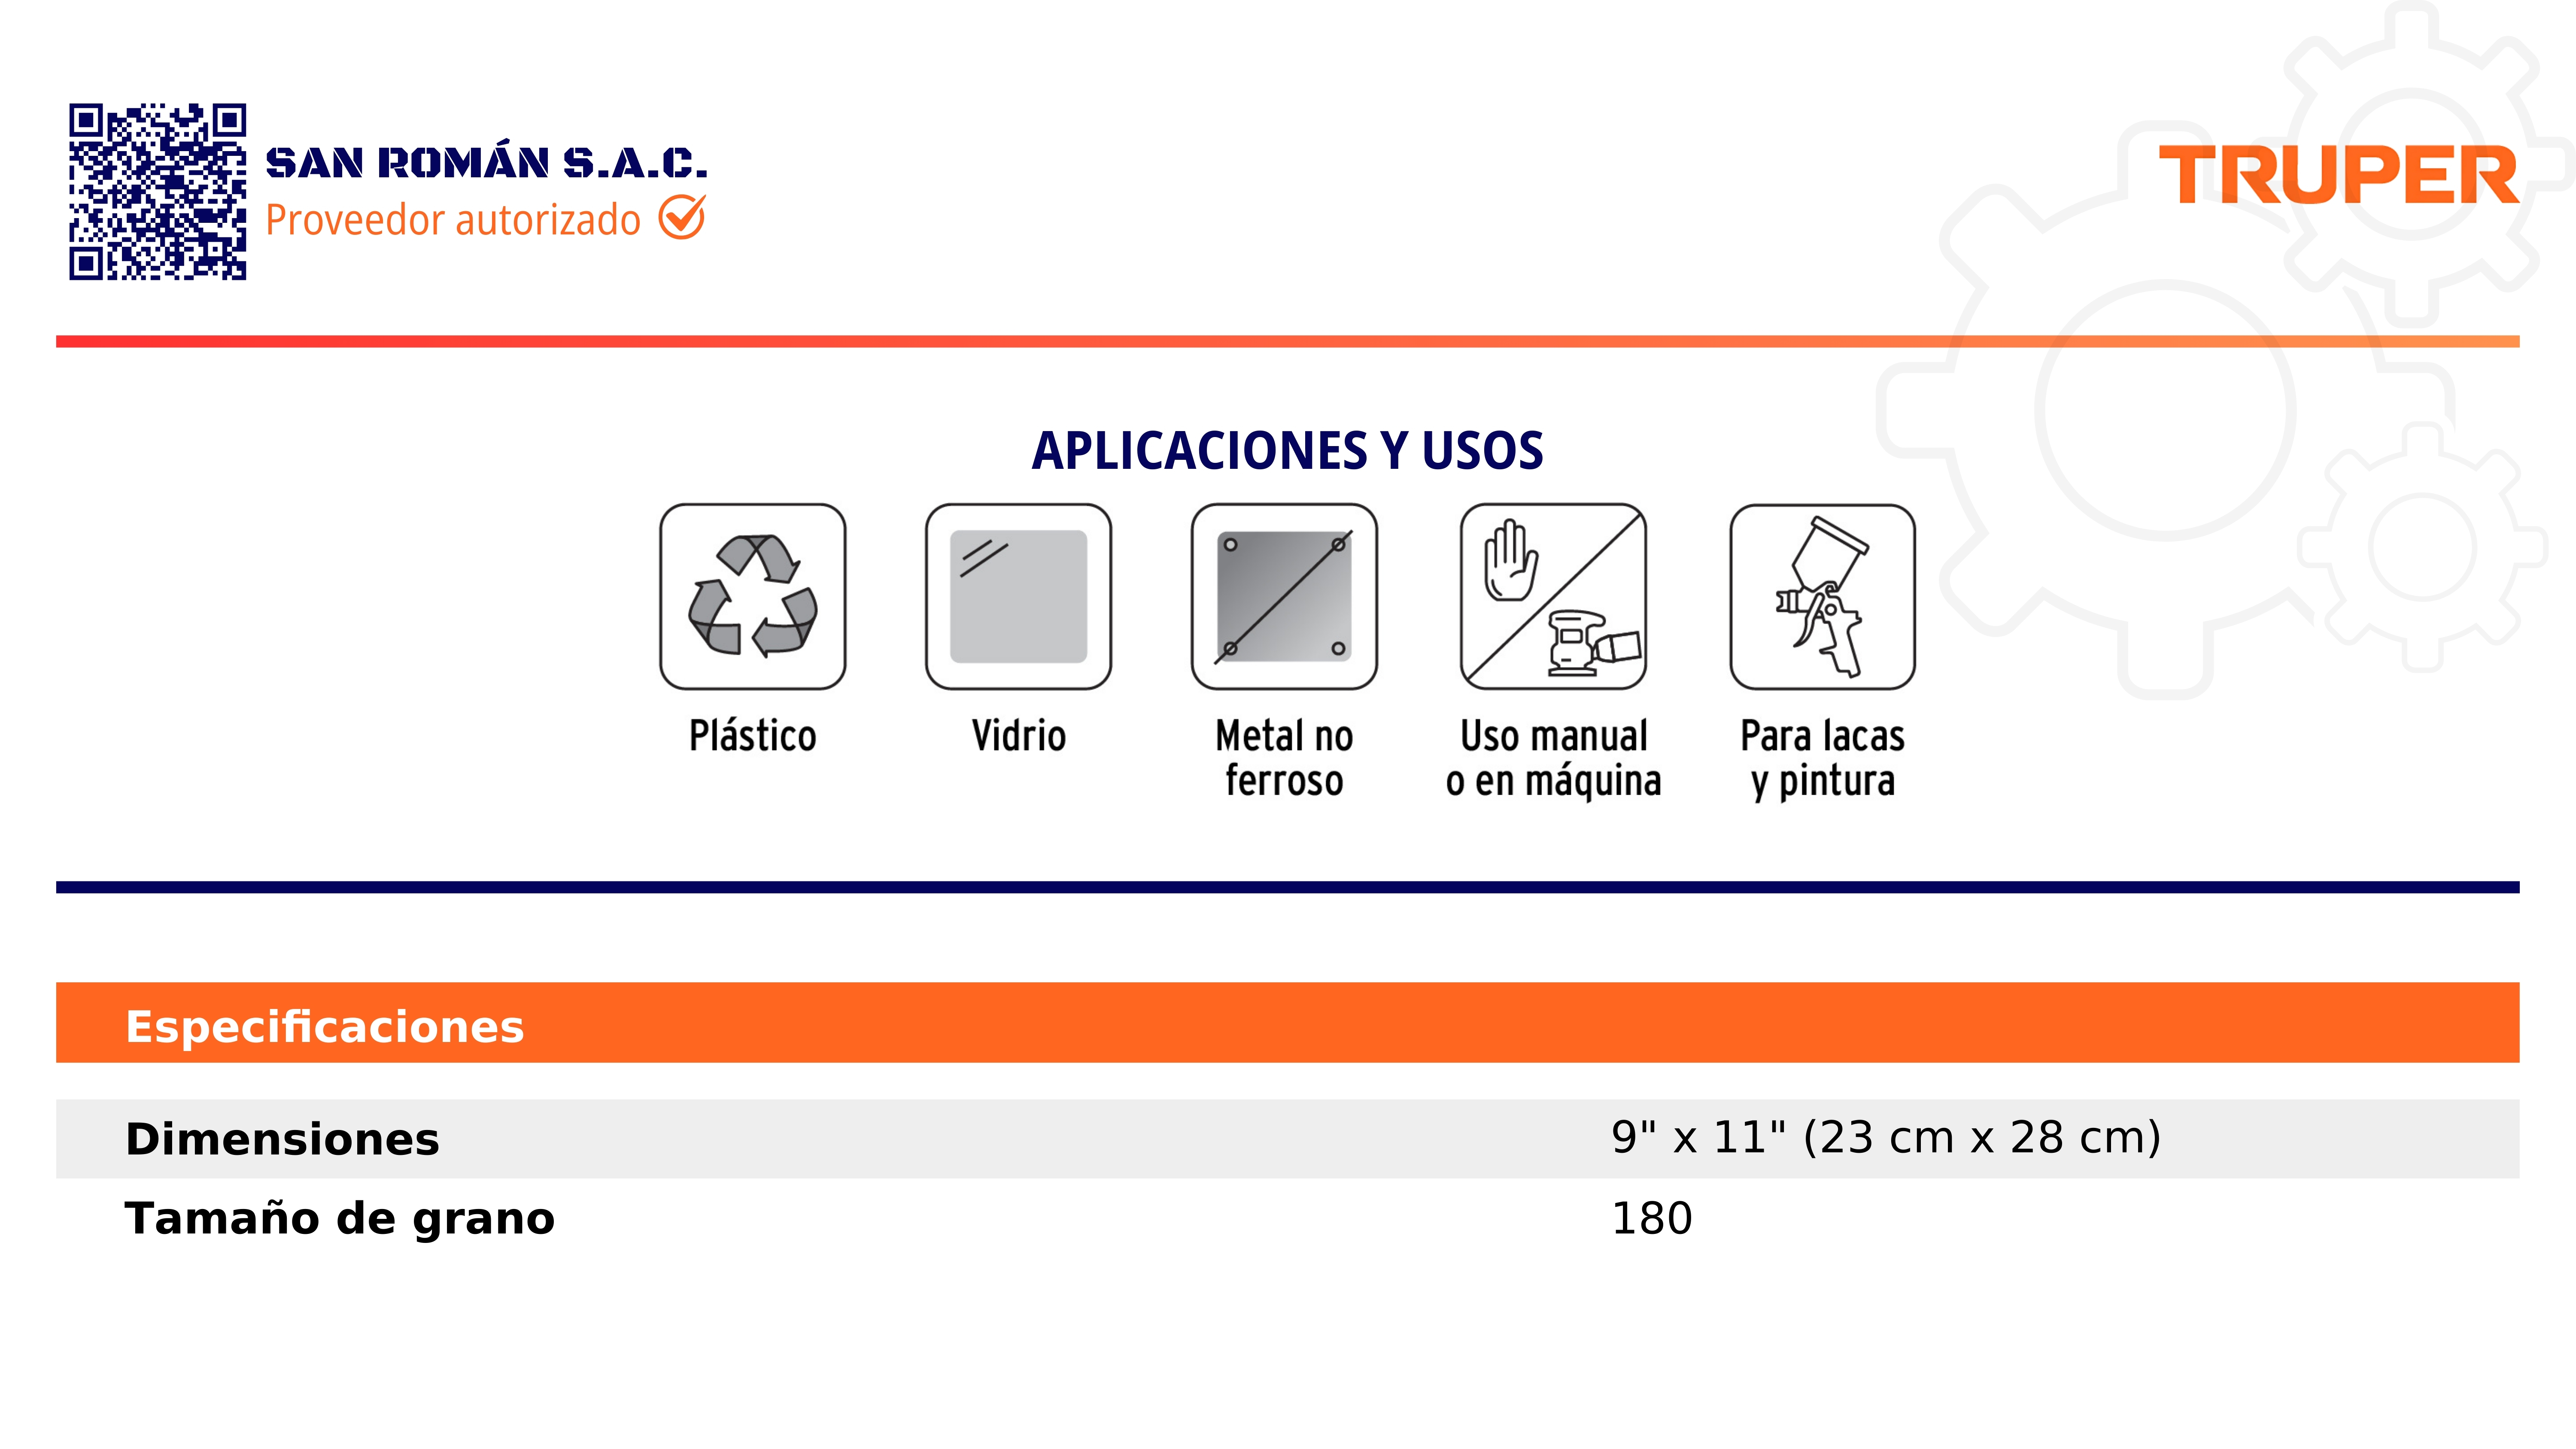 SAN ROMÁN S.A.C.
Proveedor autorizado
TRUPER
APLICACIONES Y USOS
Plástico
Vidrio
Metal no
ferroso
Uso manual
o en máquina
Para lacas
y pintura
Especificaciones
Dimensiones 9" x 11" (23 cm x 28 cm)
Tamaño de grano 180